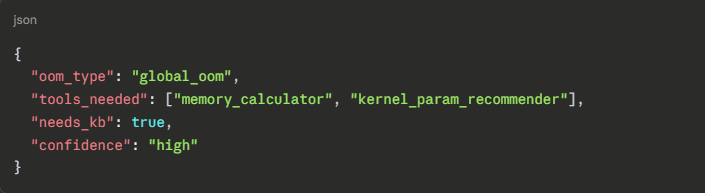 json
{
  "oom_type": "global_oom",
  "tools_needed": ["memory_calculator", "kernel_param_recommender"],
  "needs_kb": true,
  "confidence": "high"
}